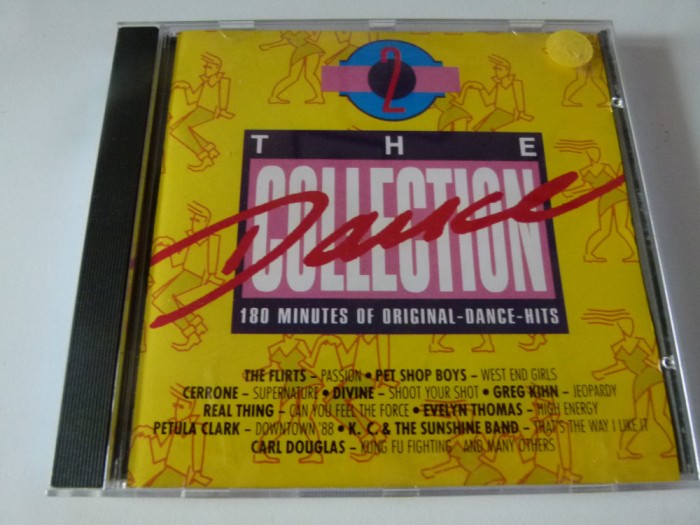 2
THE
COLLECTION
Dance
180 MINUTES OF ORIGINAL-DANCE-HITS
THE FLIRTS – PASSION • PET SHOP BOYS – WEST END GIRLS
CERRONE – SUPERNATURE • DIVINE – SHOOT YOUR SHOT • GREG KIHN – JEOPARDY
REAL THING – CAN YOU FEEL THE FORCE • EVELYN THOMAS – HIGH ENERGY
PETULA CLARK – DOWNTOWN '88 • K. C. & THE SUNSHINE BAND – THAT'S THE WAY I LIKE IT
CARL DOUGLAS – KUNG FU FIGHTING AND MANY OTHERS